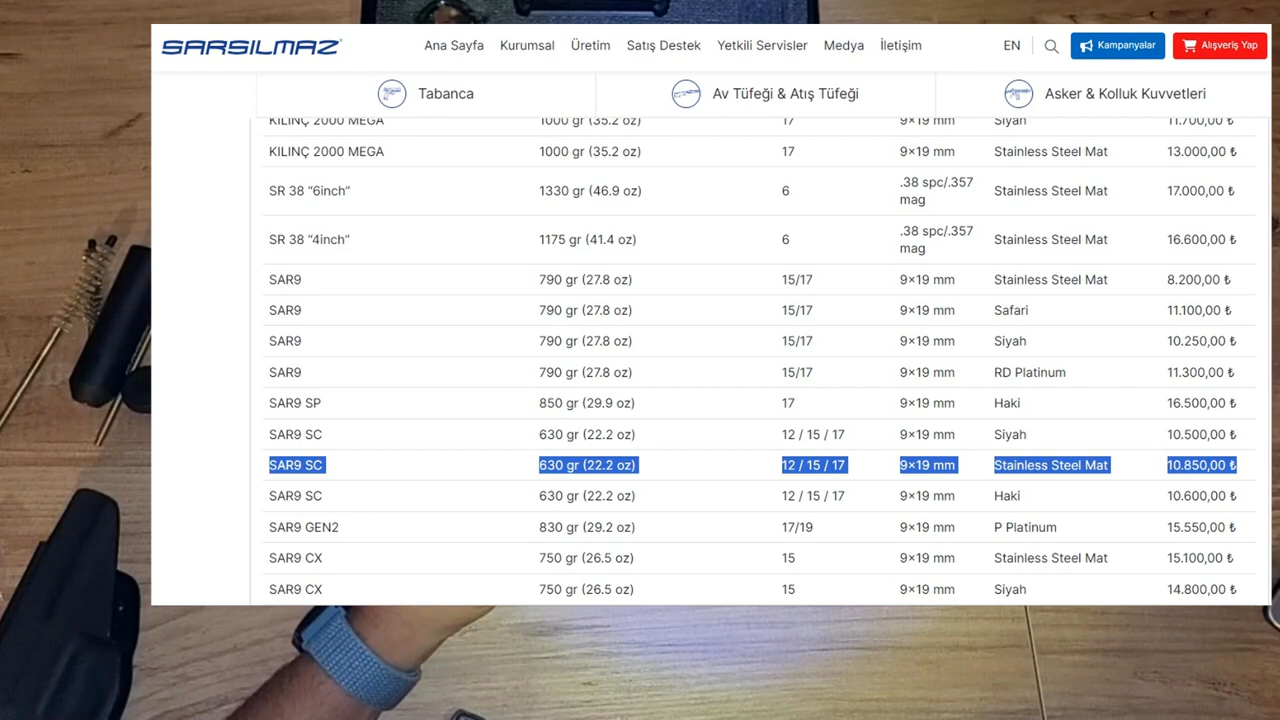 SARSILMAZ
Ana Sayfa Kurumsal Üretim Satış Destek Yetkili Servisler Medya İletişim EN Kampanyalar Alışveriş Yap
Tabanca Av Tüfeği & Atış Tüfeği Asker & Kolluk Kuvvetleri
KILINÇ 2000 MEGA 1000 gr (35.2 oz) 17 9×19 mm Siyah 11.700,00 ₺
KILINÇ 2000 MEGA 1000 gr (35.2 oz) 17 9×19 mm Stainless Steel Mat 13.000,00 ₺
SR 38 “6inch” 1330 gr (46.9 oz) 6 .38 spc/.357 mag Stainless Steel Mat 17.000,00 ₺
SR 38 “4inch” 1175 gr (41.4 oz) 6 .38 spc/.357 mag Stainless Steel Mat 16.600,00 ₺
SAR9 790 gr (27.8 oz) 15/17 9×19 mm Stainless Steel Mat 8.200,00 ₺
SAR9 790 gr (27.8 oz) 15/17 9×19 mm Safari 11.100,00 ₺
SAR9 790 gr (27.8 oz) 15/17 9×19 mm Siyah 10.250,00 ₺
SAR9 790 gr (27.8 oz) 15/17 9×19 mm RD Platinum 11.300,00 ₺
SAR9 SP 850 gr (29.9 oz) 17 9×19 mm Haki 16.500,00 ₺
SAR9 SC 630 gr (22.2 oz) 12 / 15 / 17 9×19 mm Siyah 10.500,00 ₺
SAR9 SC 630 gr (22.2 oz) 12 / 15 / 17 9×19 mm Stainless Steel Mat 10.850,00 ₺
SAR9 SC 630 gr (22.2 oz) 12 / 15 / 17 9×19 mm Haki 10.600,00 ₺
SAR9 GEN2 830 gr (29.2 oz) 17/19 9×19 mm P Platinum 15.550,00 ₺
SAR9 CX 750 gr (26.5 oz) 15 9×19 mm Stainless Steel Mat 15.100,00 ₺
SAR9 CX 750 gr (26.5 oz) 15 9×19 mm Siyah 14.800,00 ₺